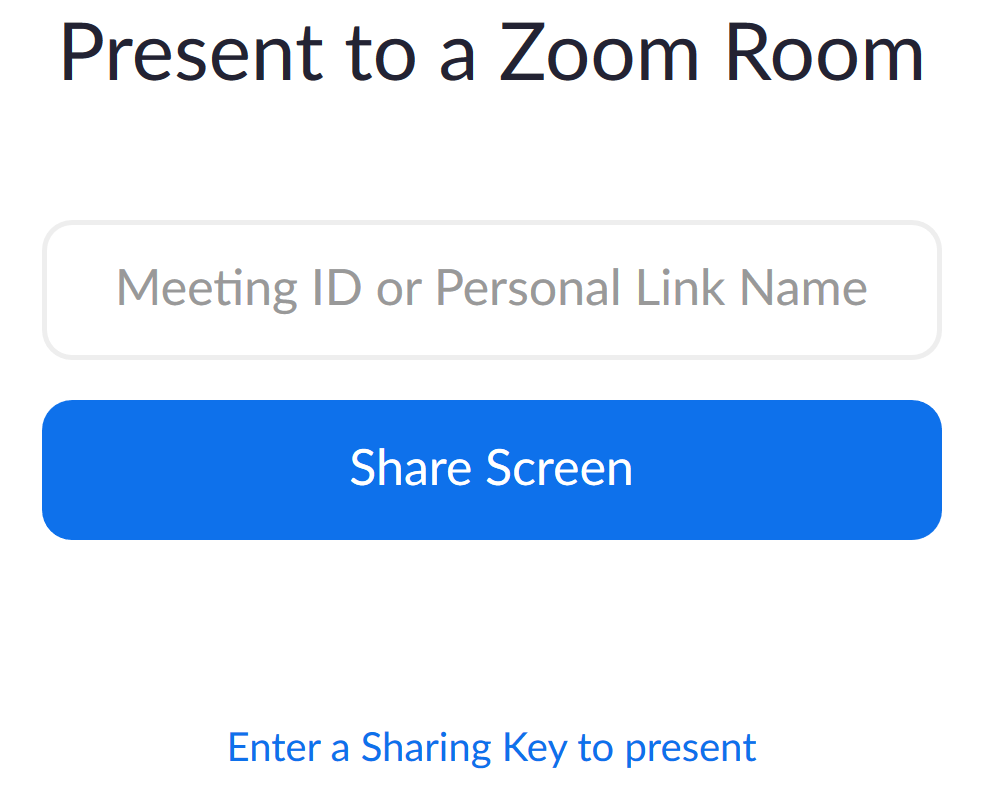 Present to a Zoom Room
Meeting ID or Personal Link Name
Share Screen
Enter a Sharing Key to present